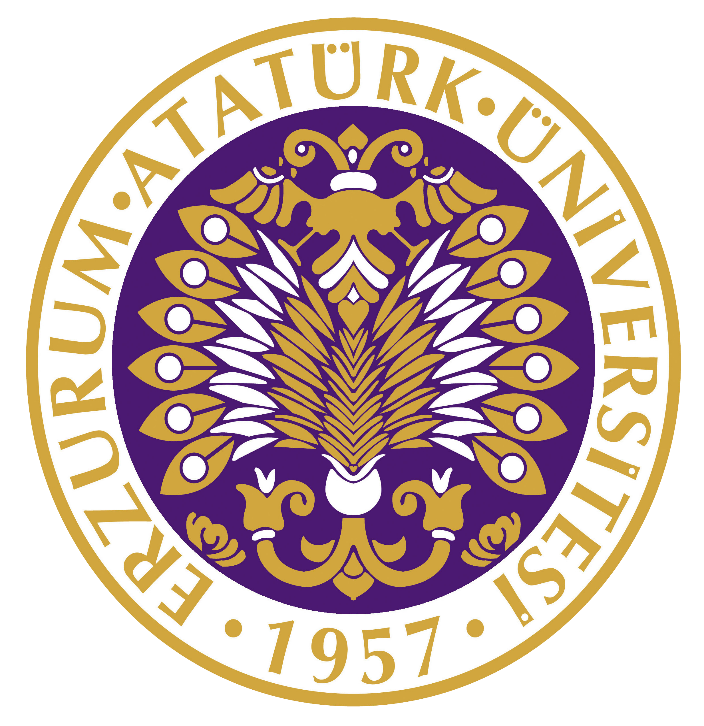 ERZURUM • ATATÜRK • ÜNİVERSİTESİ
• 1957 •